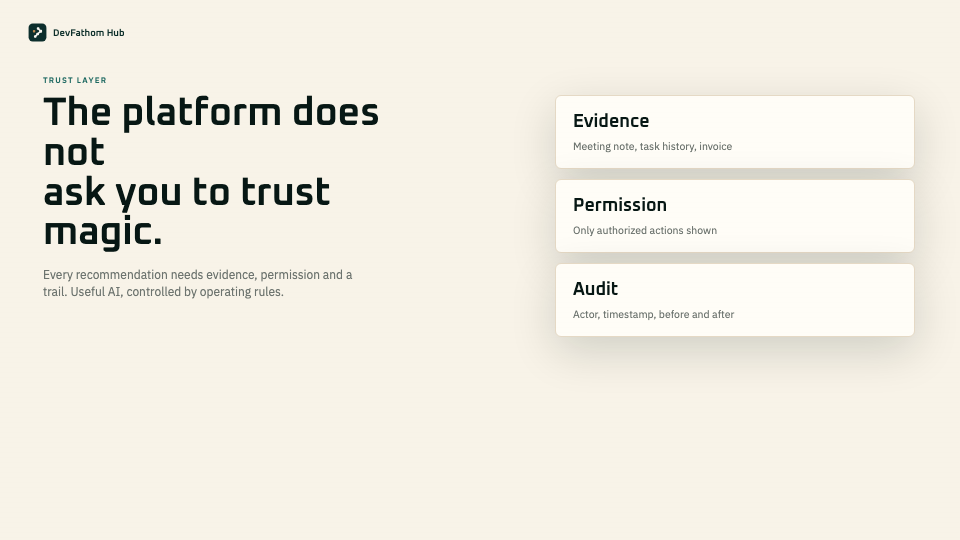 DevFathom Hub
TRUST LAYER
The platform does
not
ask you to trust
magic.
Every recommendation needs evidence, permission and a
trail. Useful AI, controlled by operating rules.
Evidence
Meeting note, task history, invoice
Permission
Only authorized actions shown
Audit
Actor, timestamp, before and after